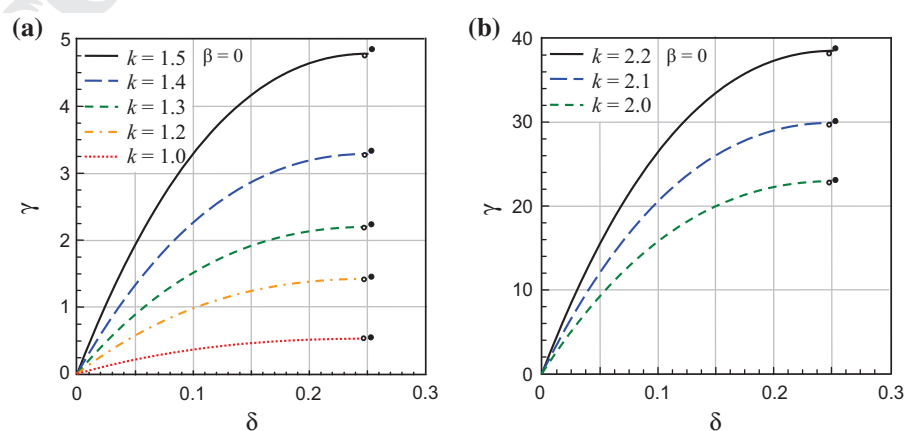 (a)
5
4
3
2
1
0
0
0.1
0.2
0.3
γ
δ
k = 1.5 β = 0
k = 1.4
k = 1.3
k = 1.2
k = 1.0
(b)
40
30
20
10
0
0
0.1
0.2
0.3
γ
δ
k = 2.2 β = 0
k = 2.1
k = 2.0